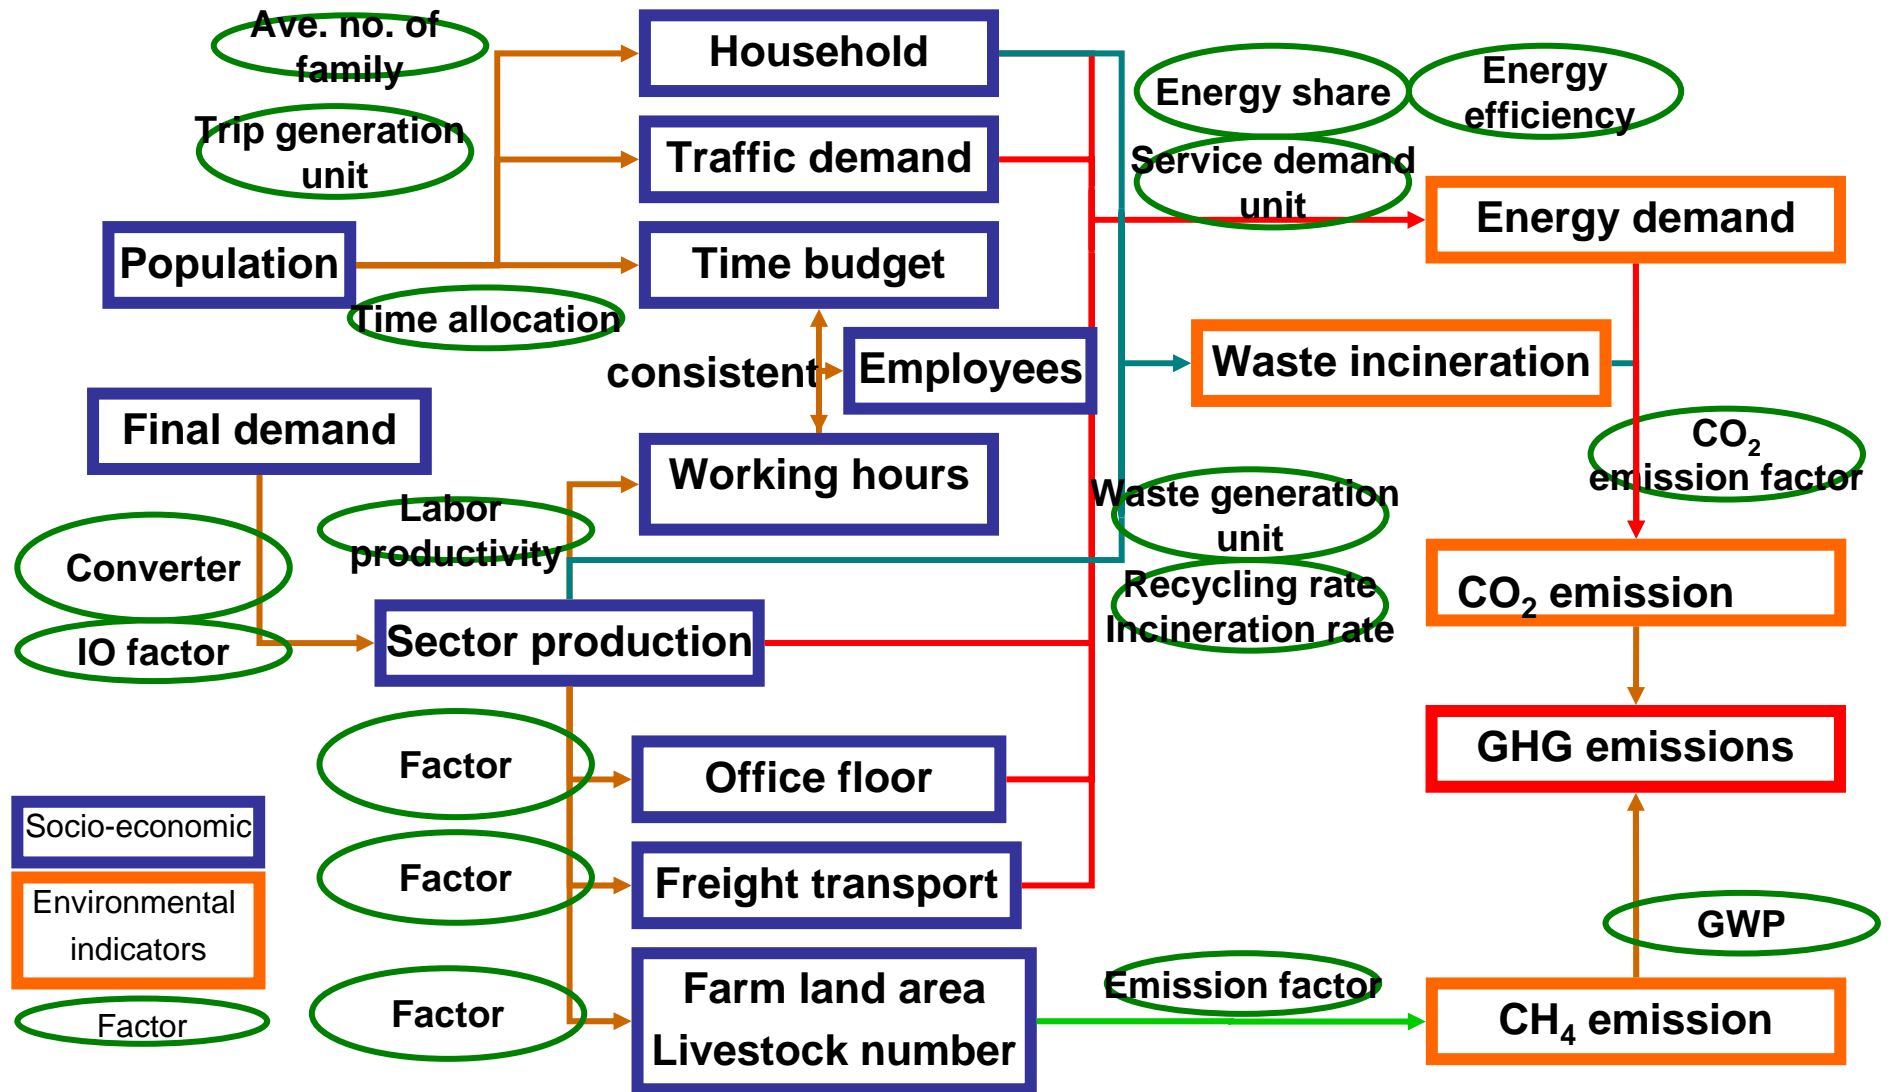 Ave. no. of
family
Household
Energy share
Energy
efficiency
Trip generation
unit
Traffic demand
Service demand
unit
Energy demand
Population
Time budget
Time allocation
consistent
Employees
Waste incineration
Final demand
CO₂
emission factor
Working hours
Labor
productivity
Waste generation
unit
Converter
Recycling rate
Incineration rate
CO₂ emission
IO factor
Sector production
GHG emissions
Factor
Office floor
Socio-economic
Factor
Freight transport
Environmental
indicators
GWP
Factor
Farm land area
Livestock number
Emission factor
CH₄ emission
Factor